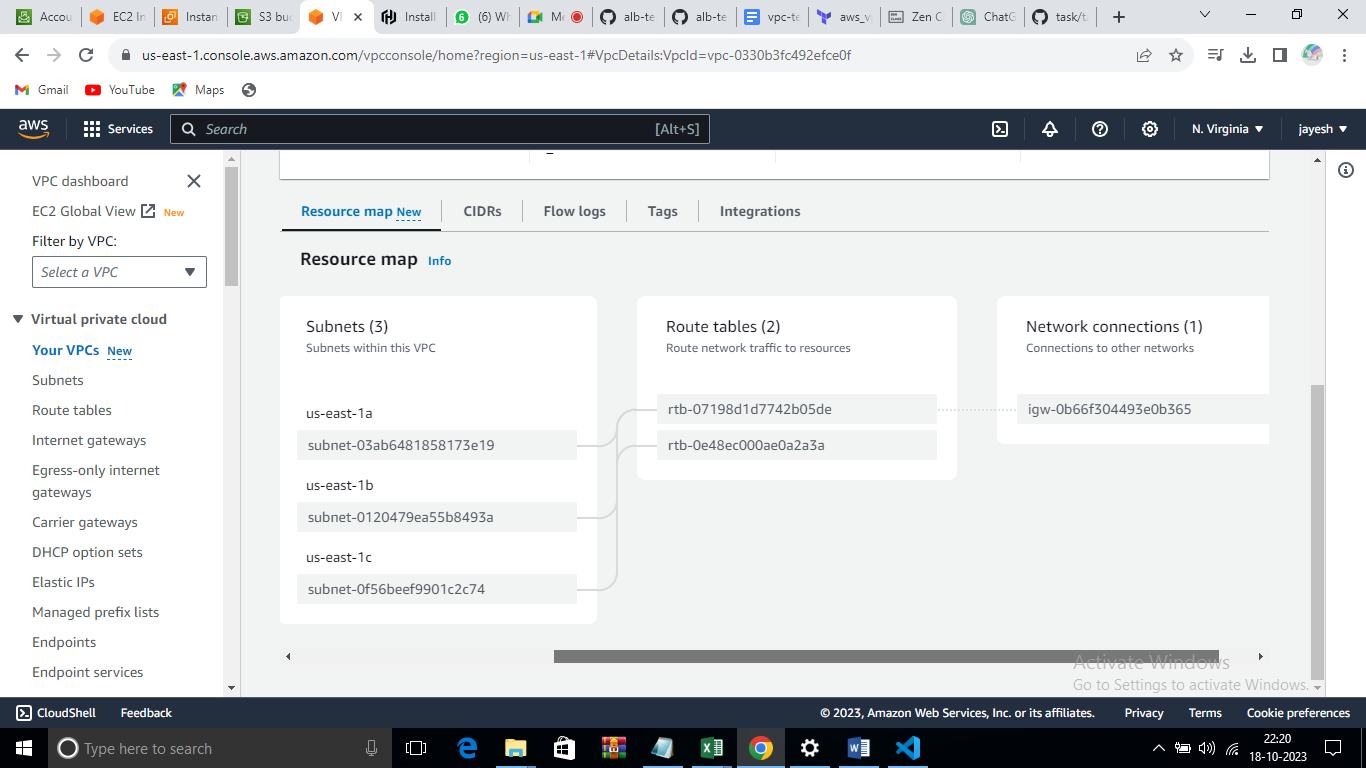 Accou
EC2 In
Instan
S3 buc
VP
Install
(6) Wh
Me
alb-te
alb-te
vpc-te
aws_vp
Zen C
ChatG
task/t
us-east-1.console.aws.amazon.com/vpcconsole/home?region=us-east-1#VpcDetails:VpcId=vpc-0330b3fc492efce0f
Gmail
YouTube
Maps
aws
Services
Search
[Alt+S]
N. Virginia
jayesh
VPC dashboard
EC2 Global View New
Filter by VPC:
Select a VPC
Virtual private cloud
Your VPCs New
Subnets
Route tables
Internet gateways
Egress-only internet
gateways
Carrier gateways
DHCP option sets
Elastic IPs
Managed prefix lists
Endpoints
Endpoint services
Resource map New
CIDRs
Flow logs
Tags
Integrations
Resource map Info
Subnets (3)
Subnets within this VPC
us-east-1a
subnet-03ab6481858173e19
us-east-1b
subnet-0120479ea55b8493a
us-east-1c
subnet-0f56beef9901c2c74
Route tables (2)
Route network traffic to resources
rtb-07198d1d7742b05de
rtb-0e48ec000ae0a2a3a
Network connections (1)
Connections to other networks
igw-0b66f304493e0b365
Activate Windows
Go to Settings to activate Windows.
CloudShell
Feedback
© 2023, Amazon Web Services, Inc. or its affiliates.
Privacy
Terms
Cookie preferences
Type here to search
22:20
18-10-2023